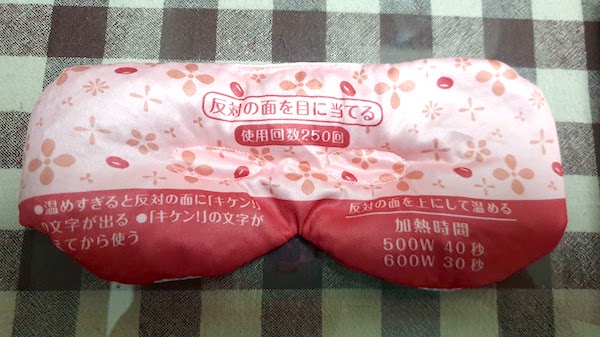 反対の面を目に当てる
使用回数250回
●温めすぎると反対の面に「キケン!」
の文字が出る ●「キケン!」の文字が
えてから使う
反対の面を上にして温める
加熱時間
500W 40秒
600W 30秒